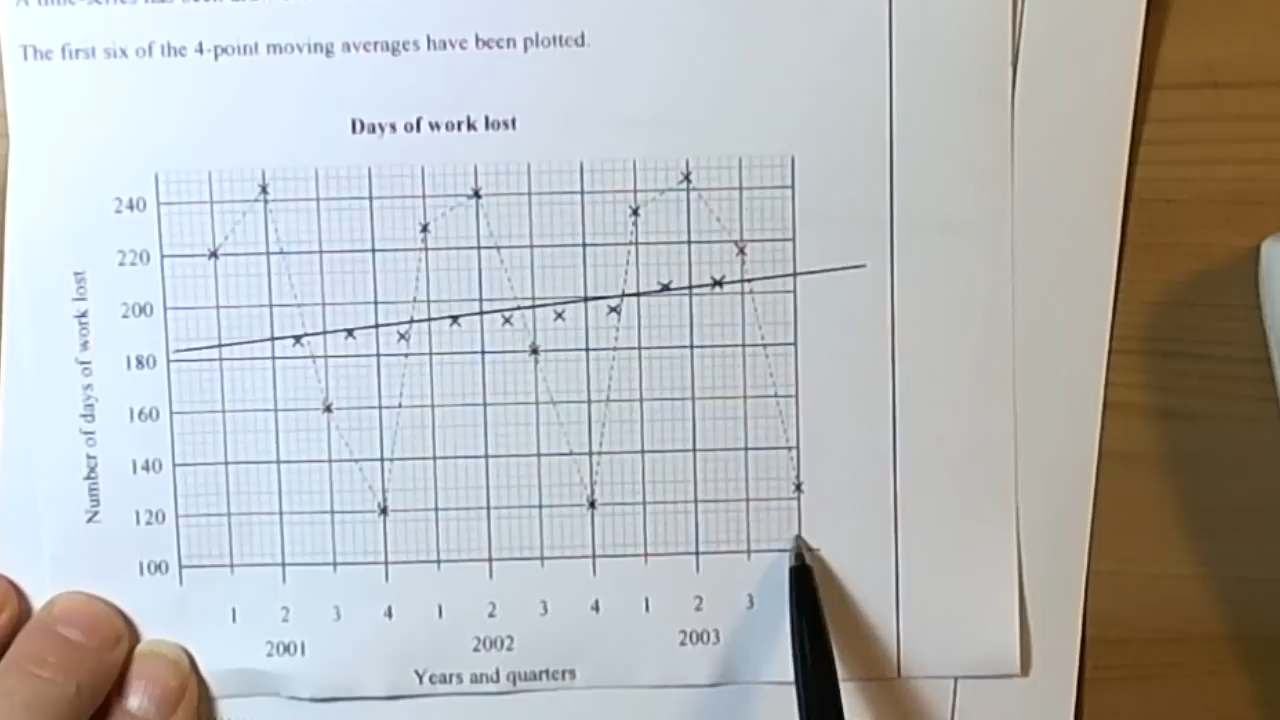 The first six of the 4-point moving averages have been plotted.
Days of work lost
Number of days of work lost
240
220
200
180
160
140
120
100
1 2 3 4 1 2 3 4 1 2 3
2001 2002 2003
Years and quarters